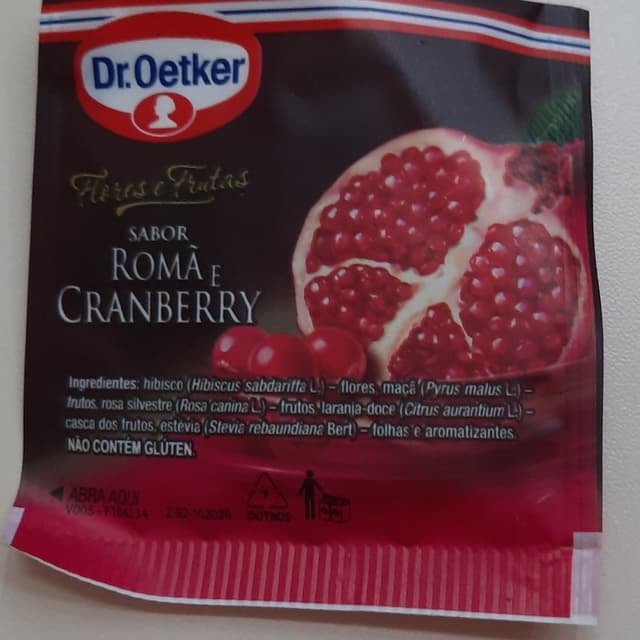 Dr.Oetker
Flores e Frutas
SABOR
ROMÃ E
CRANBERRY
Ingredientes: hibisco (Hibiscus sabdariffa L.) – flores, maçã (Pyrus malus L.) –
frutos, rosa silvestre (Rosa canina L.) – frutos, laranja-doce (Citrus aurantium L.) –
casca dos frutos, estévia (Stevia rebaundiana Bert) – folhas e aromatizantes.
NÃO CONTÉM GLÚTEN.
ABRA AQUI
7
OUTROS